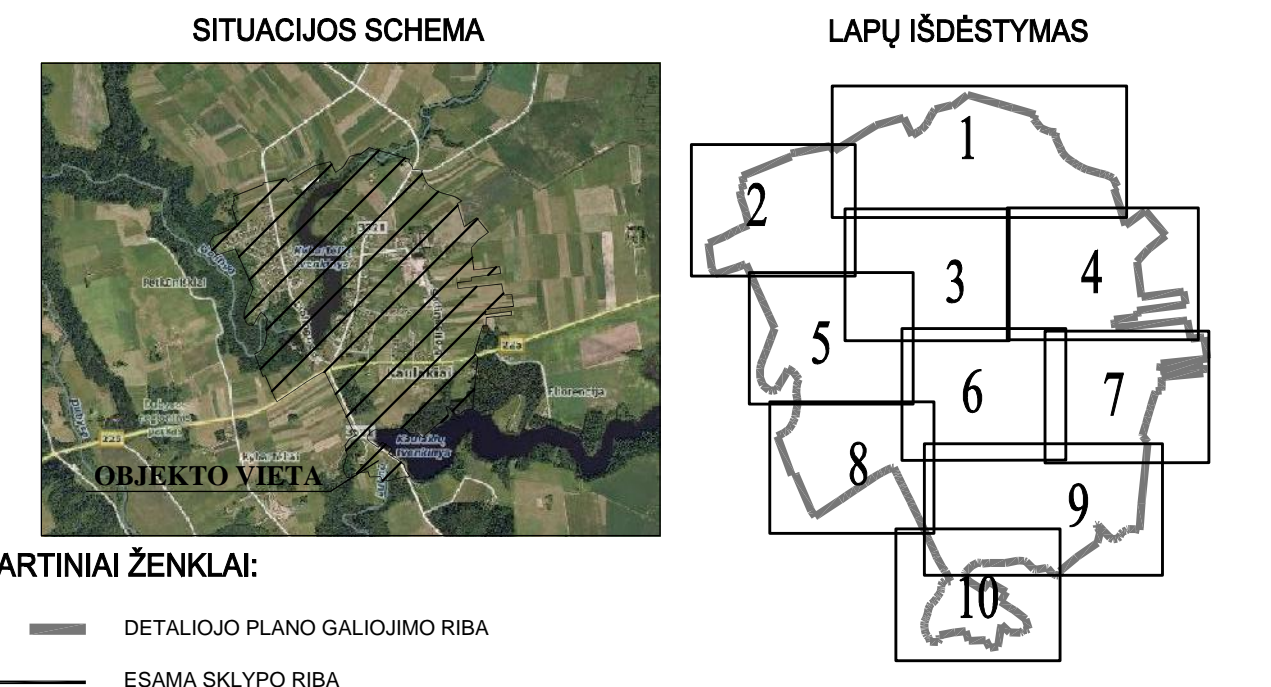 SITUACIJOS SCHEMA
LAPŲ IŠDĖSTYMAS
1
2
3
4
5
6
7
8
9
10
Kaulakiai
225
OBJEKTO VIETA
ARTINIAI ŽENKLAI:
DETALIOJO PLANO GALIOJIMO RIBA
ESAMA SKLYPO RIBA